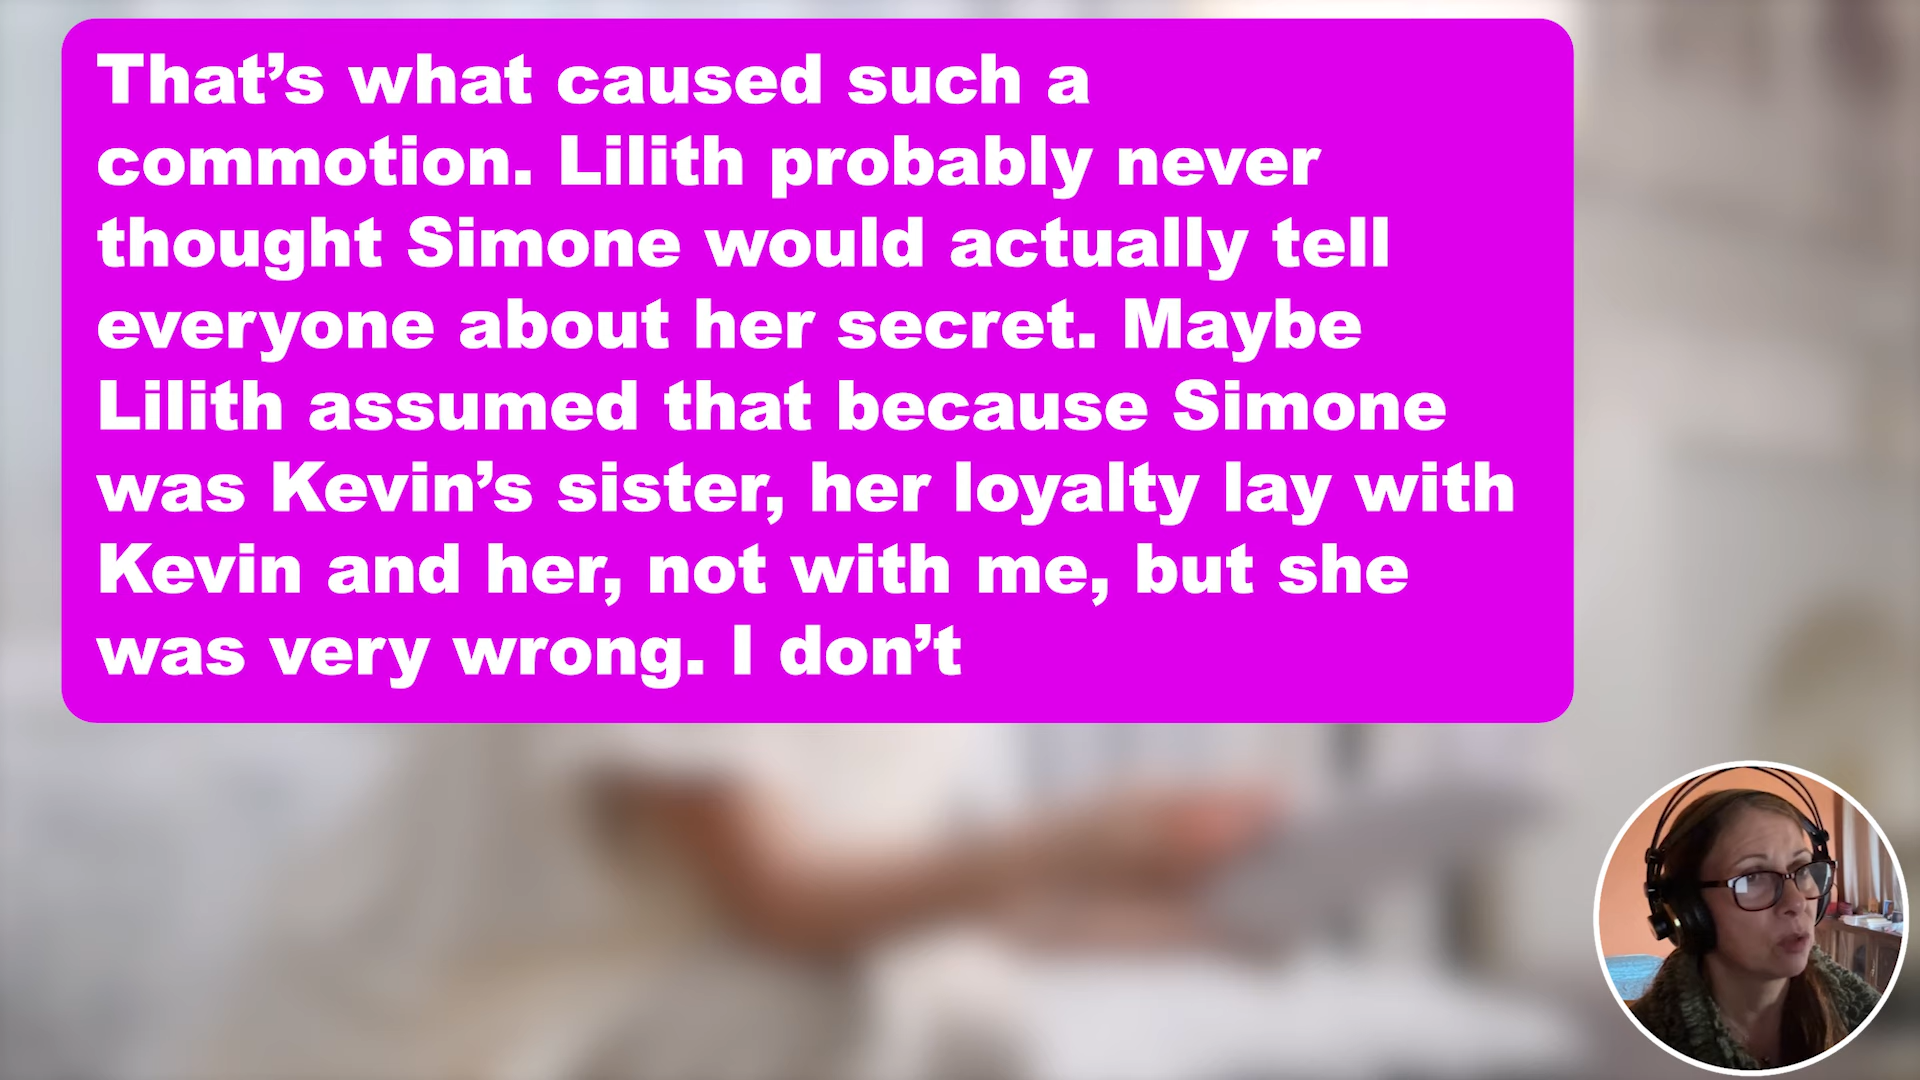 That’s what caused such a
commotion. Lilith probably never
thought Simone would actually tell
everyone about her secret. Maybe
Lilith assumed that because Simone
was Kevin’s sister, her loyalty lay with
Kevin and her, not with me, but she
was very wrong. I don’t